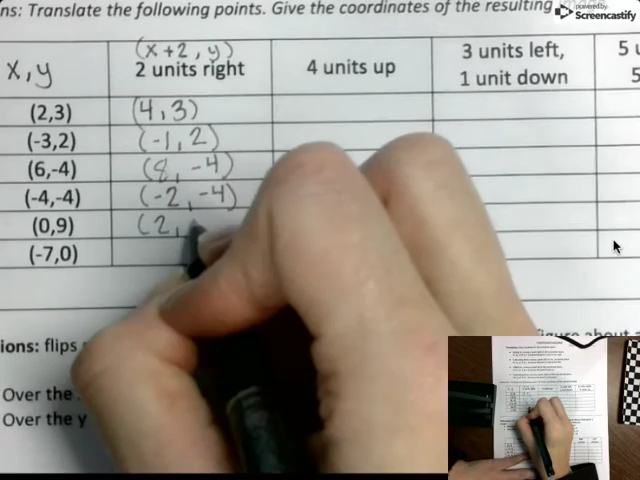 ns: Translate the following points. Give the coordinates of the resulting
powered by
Screencastify
x,y
(x+2,y)
2 units right
4 units up
3 units left,
1 unit down
5 u
5
(2,3)
(4,3)
(-3,2)
(-1,2)
(6,-4)
(8,-4)
(-4,-4)
(-2,-4)
(0,9)
(2,
(-7,0)
ions: flips
figure about a
Over the
Over the y